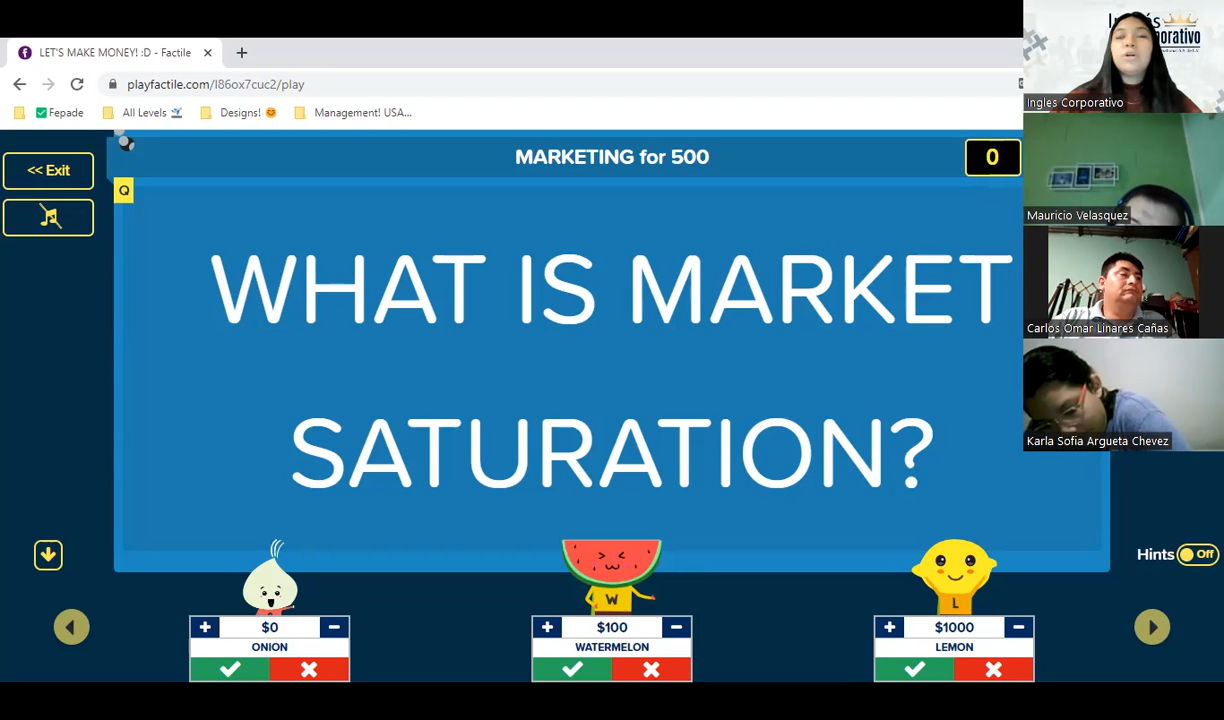 LET'S MAKE MONEY! :D - Factile
playfactile.com/l86ox7cuc2/play
Fepade
All Levels
Designs!
Management! USA...
<< Exit
MARKETING for 500
0
Q
WHAT IS MARKET
SATURATION?
Hints Off
W
L
+ $0 −
ONION
+ $100 −
WATERMELON
+ $1000 −
LEMON
Ingles Corporativo
Mauricio Velasquez
Carlos Omar Linares Cañas
Karla Sofia Argueta Chevez